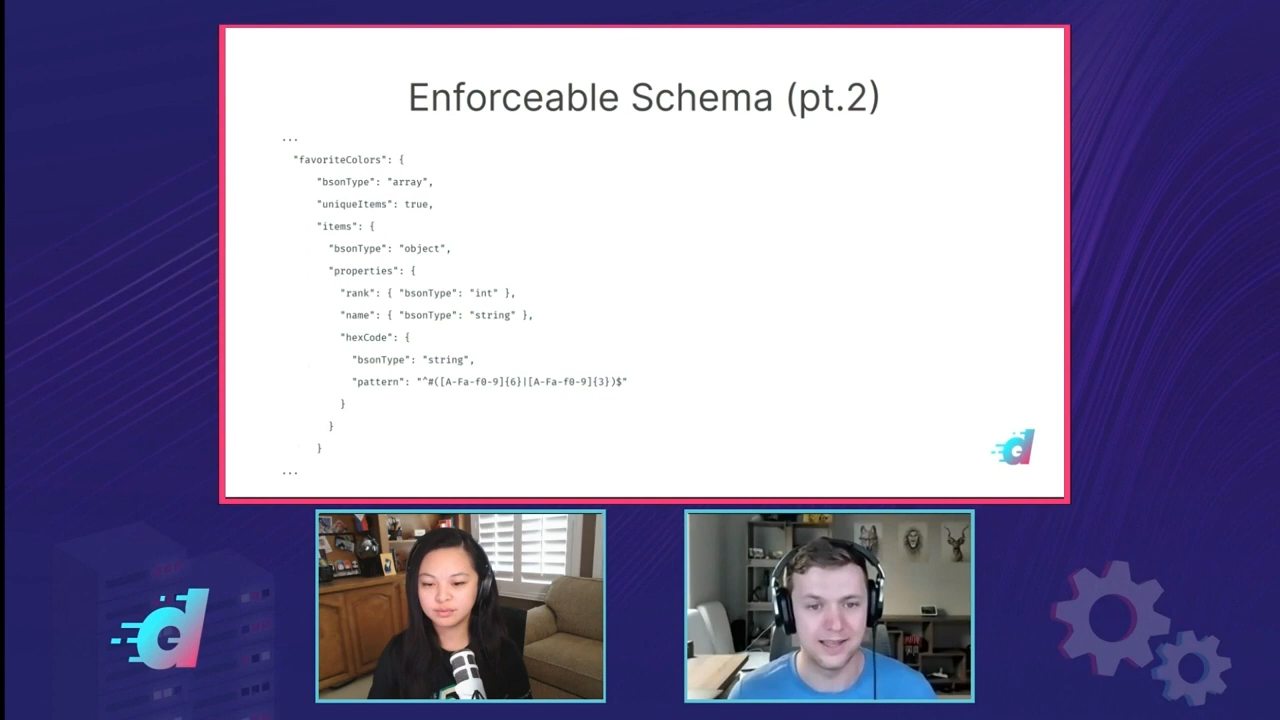 Enforceable Schema (pt.2)
...
"favoriteColors": {
"bsonType": "array",
"uniqueItems": true,
"items": {
"bsonType": "object",
"properties": {
"rank": { "bsonType": "int" },
"name": { "bsonType": "string" },
"hexCode": {
"bsonType": "string",
"pattern": "^#([A-Fa-f0-9]{6}|[A-Fa-f0-9]{3})$"
}
}
}
...